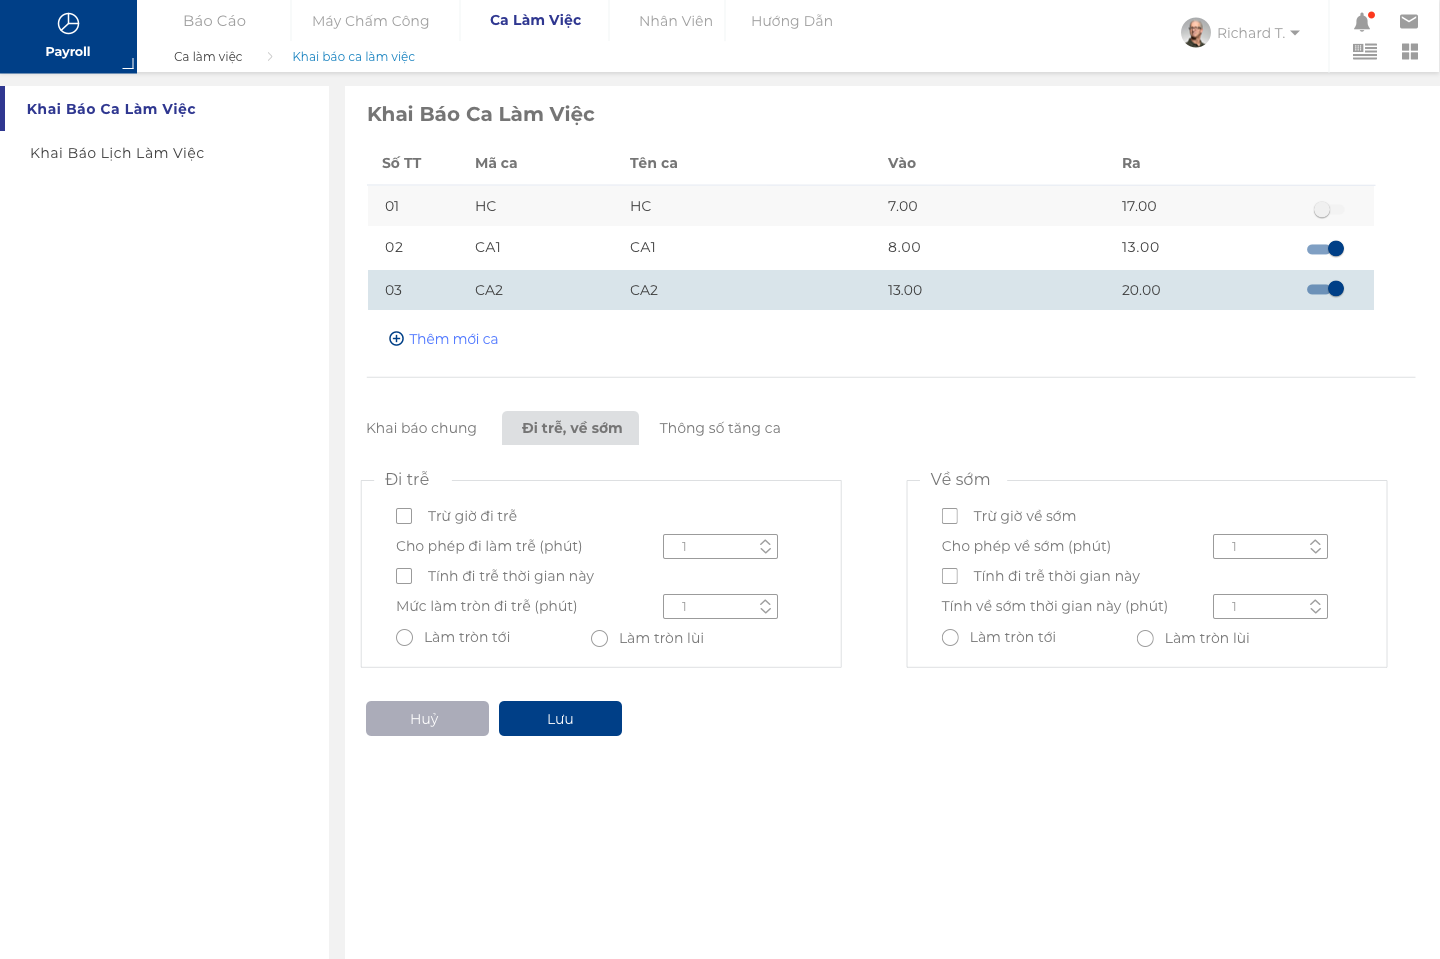 Payroll
Báo Cáo
Máy Chấm Công
Ca Làm Việc
Nhân Viên
Hướng Dẫn
Richard T.
Ca làm việc
Khai báo ca làm việc
Khai Báo Ca Làm Việc
Khai Báo Lịch Làm Việc
Khai Báo Ca Làm Việc
Số TT Mã ca Tên ca Vào Ra
01 HC HC 7.00 17.00
02 CA1 CA1 8.00 13.00
03 CA2 CA2 13.00 20.00
Thêm mới ca
Khai báo chung
Đi trễ, về sớm
Thông số tăng ca
Đi trễ
Trừ giờ đi trễ
Cho phép đi làm trễ (phút) 1
Tính đi trễ thời gian này
Mức làm tròn đi trễ (phút) 1
Làm tròn tới Làm tròn lùi
Về sớm
Trừ giờ về sớm
Cho phép về sớm (phút) 1
Tính đi trễ thời gian này
Tính về sớm thời gian này (phút) 1
Làm tròn tới Làm tròn lùi
Huỷ
Lưu